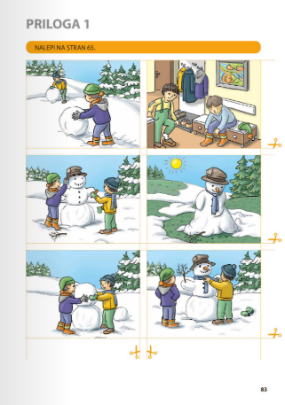 PRILOGA 1
NALEPI NA STRAN 65.
83